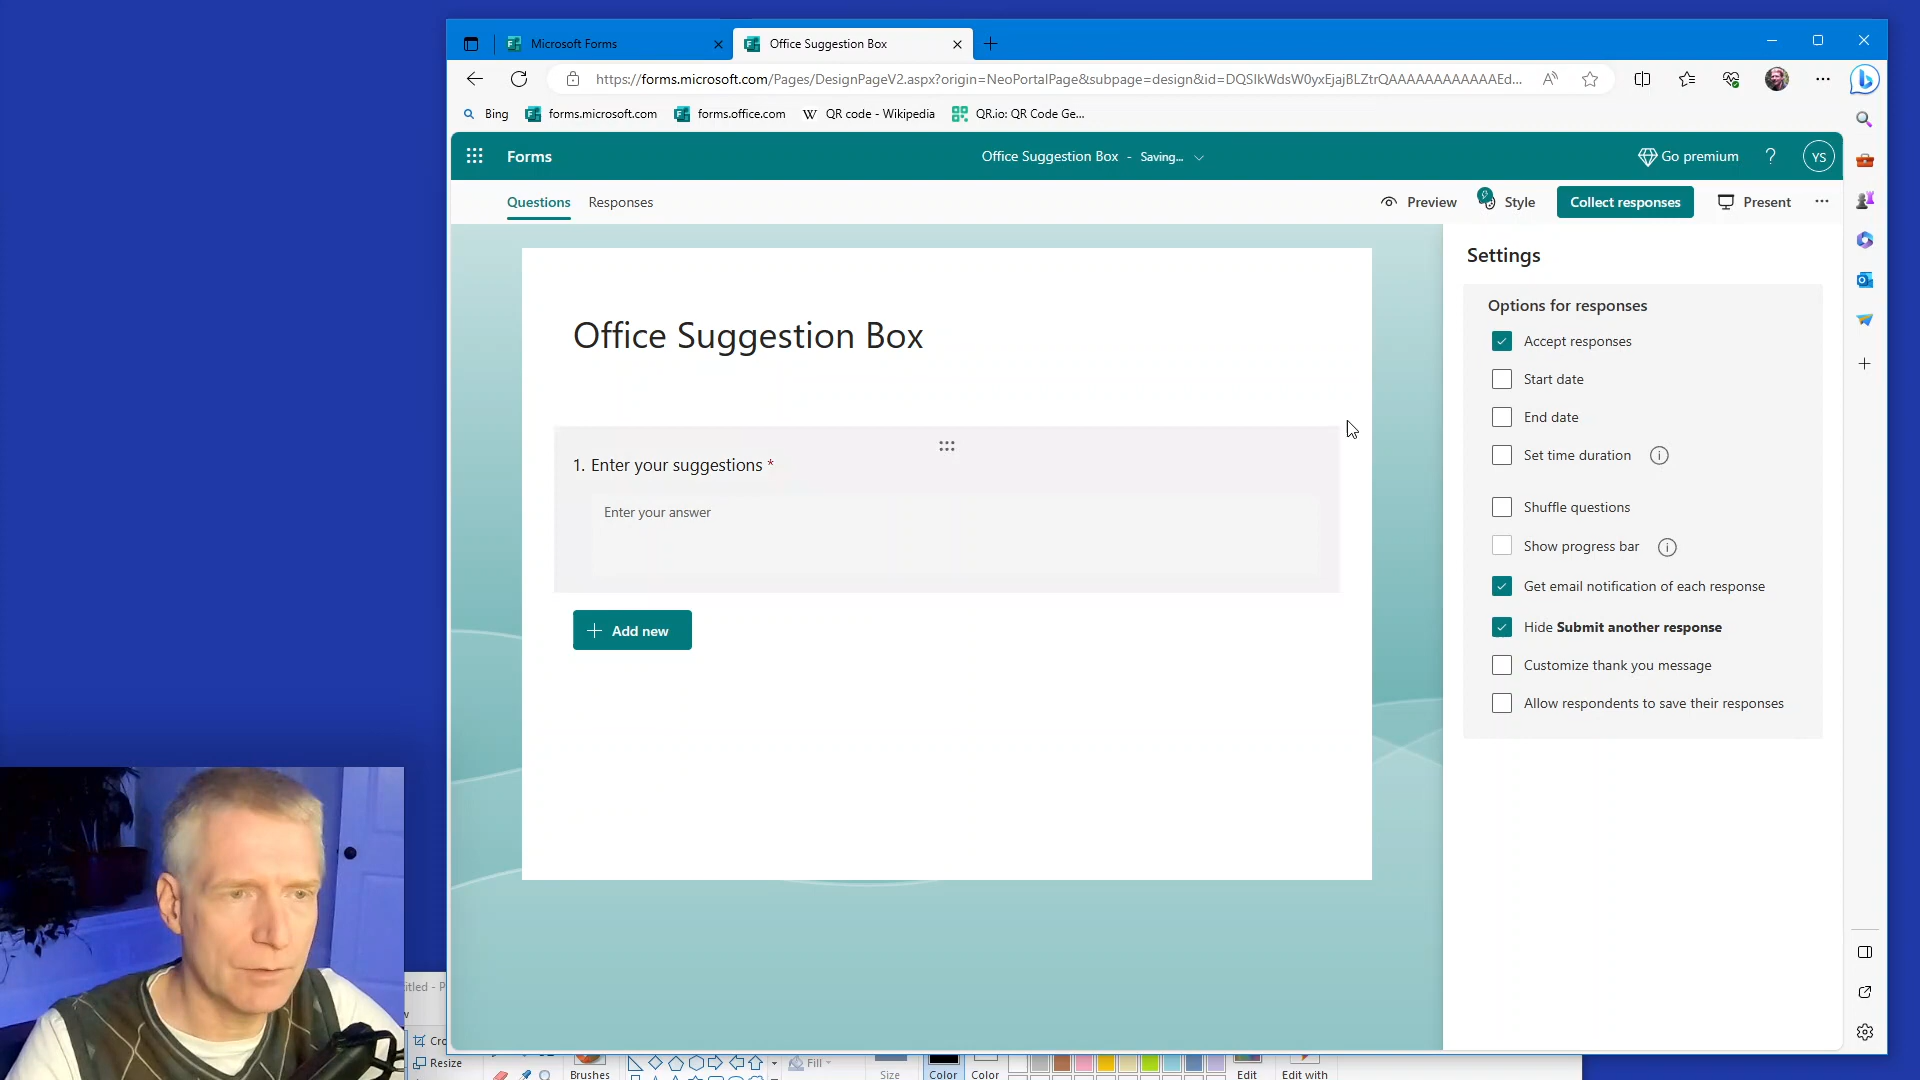 Microsoft Forms
Office Suggestion Box
https://forms.microsoft.com/Pages/DesignPageV2.aspx?origin=NeoPortalPage&subpage=design&id=DQSIkWdsW0yxEjajBLZtrQAAAAAAAAAAAAEd...
Bing
forms.microsoft.com
forms.office.com
QR code - Wikipedia
QR.io: QR Code Ge...
Forms
Office Suggestion Box - Saving...
Go premium
?
YS
Questions
Responses
Preview
Style
Collect responses
Present
Office Suggestion Box
1. Enter your suggestions *
Enter your answer
Add new
Settings
Options for responses
Accept responses
Start date
End date
Set time duration
Shuffle questions
Show progress bar
Get email notification of each response
Hide Submit another response
Customize thank you message
Allow respondents to save their responses
Resize
Brushes
Fill
Size
Color
Color
Edit
Edit with